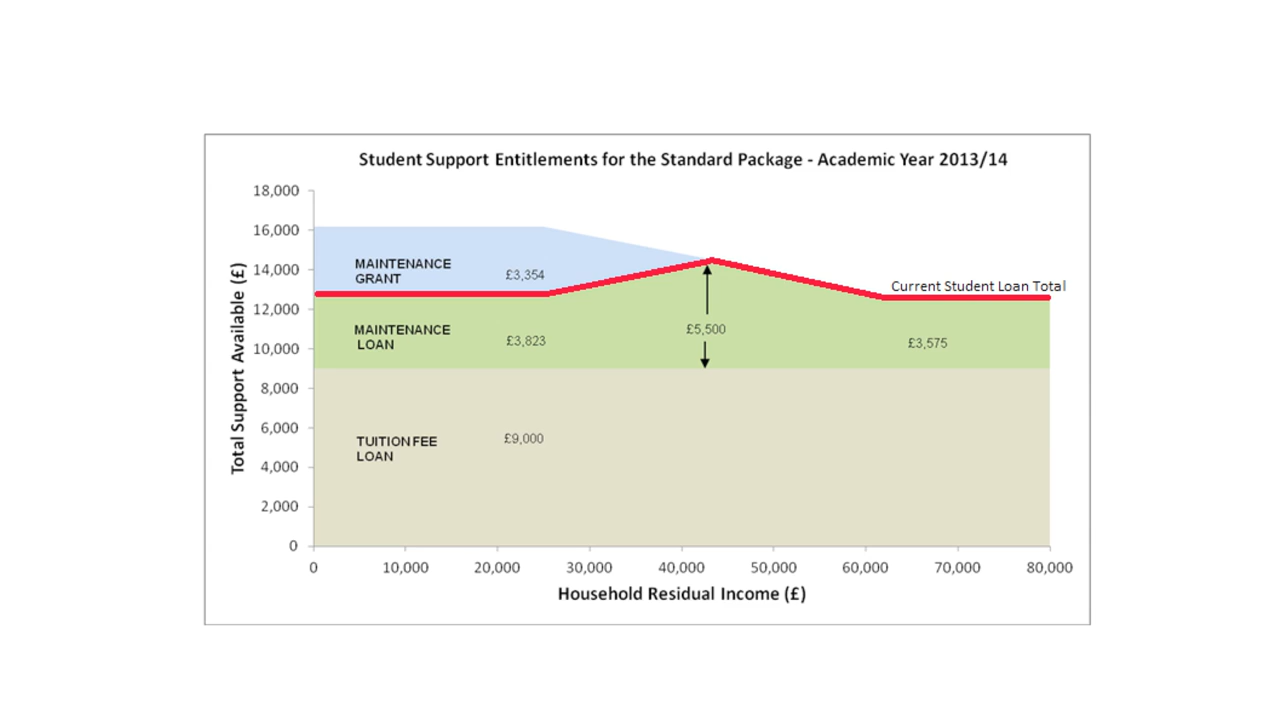 Student Support Entitlements for the Standard Package - Academic Year 2013/14
Total Support Available (£)
18,000
16,000
14,000
12,000
10,000
8,000
6,000
4,000
2,000
0
MAINTENANCE
GRANT
£3,354
Current Student Loan Total
MAINTENANCE
LOAN
£3,823
£5,500
£3,575
TUITION FEE
LOAN
£9,000
0 10,000 20,000 30,000 40,000 50,000 60,000 70,000 80,000
Household Residual Income (£)